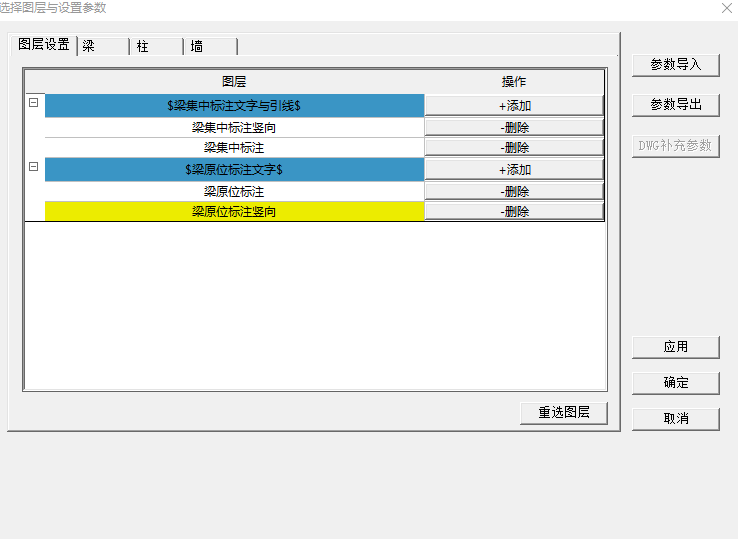 选择图层与设置参数
图层设置 梁 柱 墙
图层 操作
$梁集中标注文字与引线$ +添加
梁集中标注竖向 -删除
梁集中标注 -删除
$梁原位标注文字$ +添加
梁原位标注 -删除
梁原位标注竖向 -删除
重选图层
参数导入
参数导出
DWG补充参数
应用
确定
取消